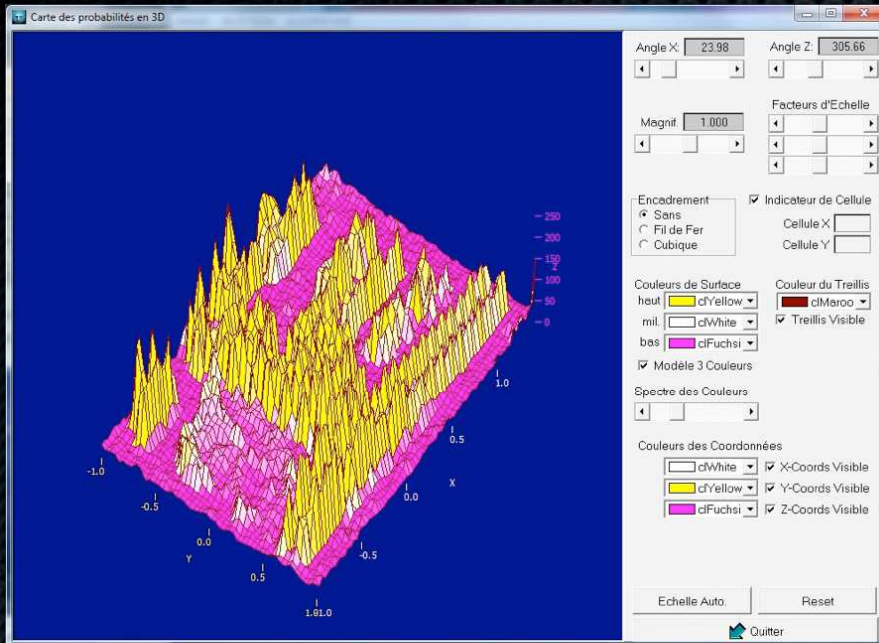 Carte des probabilités en 3D
Angle X: 23.98 Angle Z: 305.66
Magnif. 1.000 Facteurs d'Echelle
Encadrement
Sans
Fil de Fer
Cubique
Indicateur de Cellule
Cellule X
Cellule Y
Couleurs de Surface
haut clYellow
mil. clWhite
bas clFuchsi
Modèle 3 Couleurs
Couleur du Treillis
clMaroo
Treillis Visible
Spectre des Couleurs
Couleurs des Coordonnées
clWhite X-Coords Visible
clYellow Y-Coords Visible
clFuchsi Z-Coords Visible
Echelle Auto. Reset
Quitter
250
200
150
Z
100
50
0
1.0
0.5
X
0.0
-0.5
-1.0
-0.5
0.0
Y
0.5
1.81.0